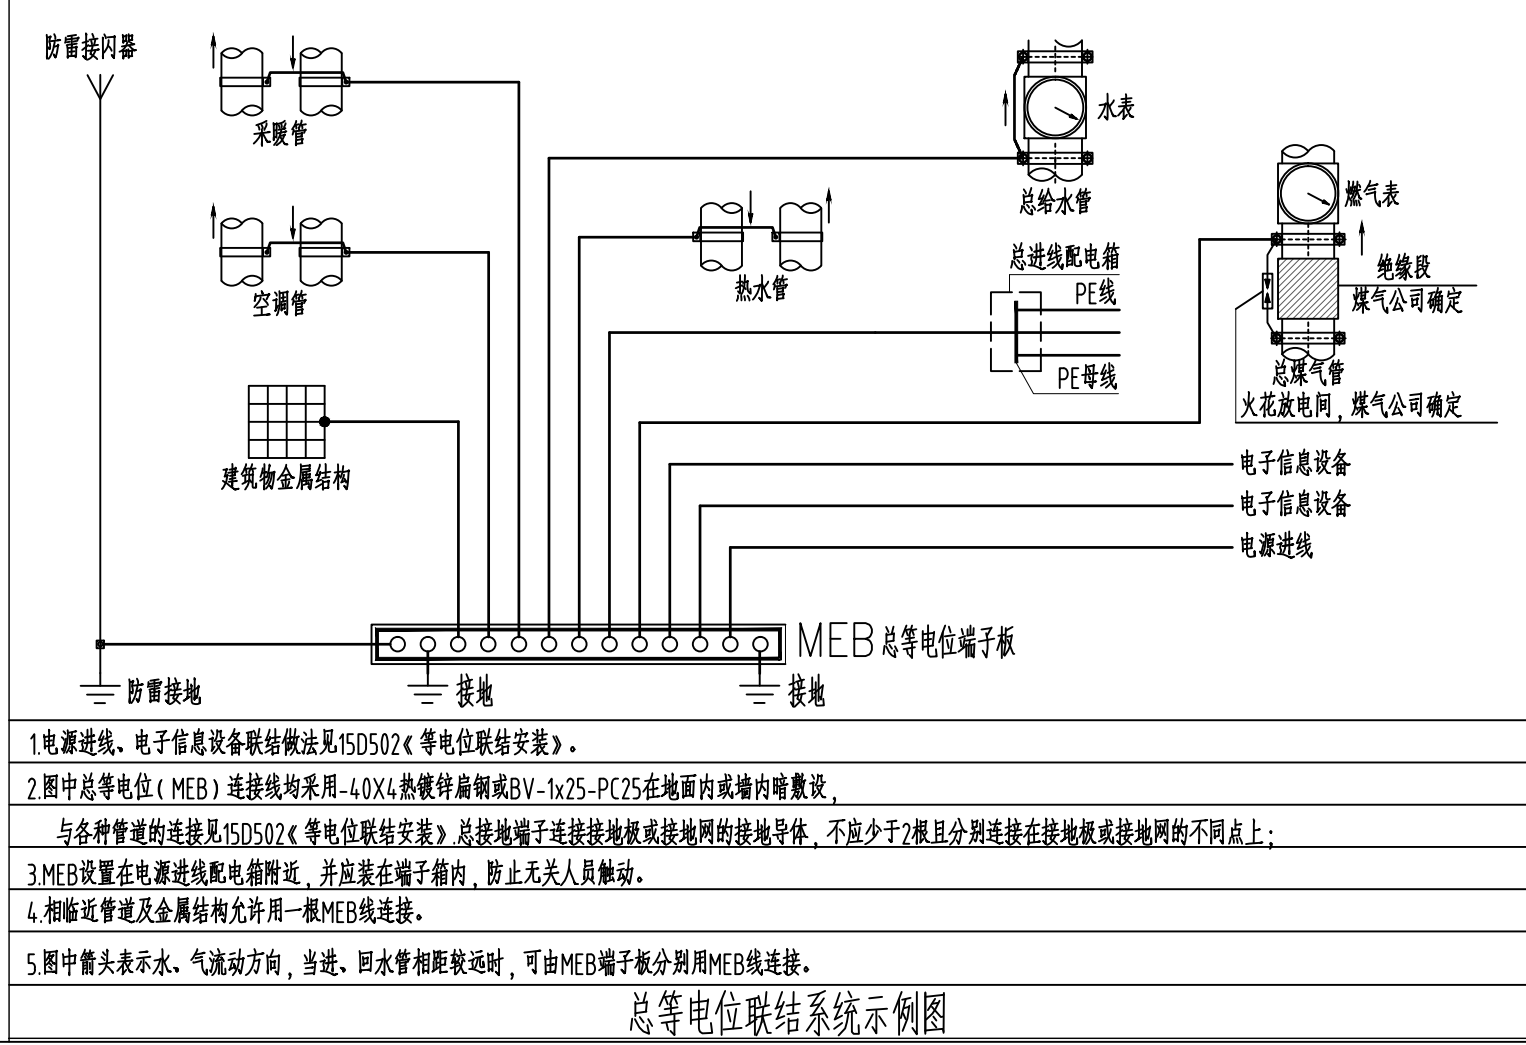 防雷接闪器
采暖管
水表
总给水管
燃气表
空调管
热水管
总进线配电箱
PE线
PE母线
绝缘段
煤气公司确定
总煤气管
火花放电间,煤气公司确定
建筑物金属结构
电子信息设备
电子信息设备
电源进线
MEB 总等电位端子板
防雷接地
接地
接地
1.电源进线、电子信息设备联结做法见15D502《等电位联结安装》。
2.图中总等电位(MEB)连接线均采用-40X4热镀锌扁钢或BV-1x25-PC25在地面内或墙内暗敷设,
与各种管道的连接见15D502《等电位联结安装》.总接地端子连接接地极或接地网的接地导体,不应少于2根且分别连接在接地极或接地网的不同点上;
3.MEB设置在电源进线配电箱附近,并应装在端子箱内,防止无关人员触动。
4.相临近管道及金属结构允许用一根MEB线连接。
5.图中箭头表示水、气流动方向,当进、回水管相距较远时,可由MEB端子板分别用MEB线连接。
总等电位联结系统示例图